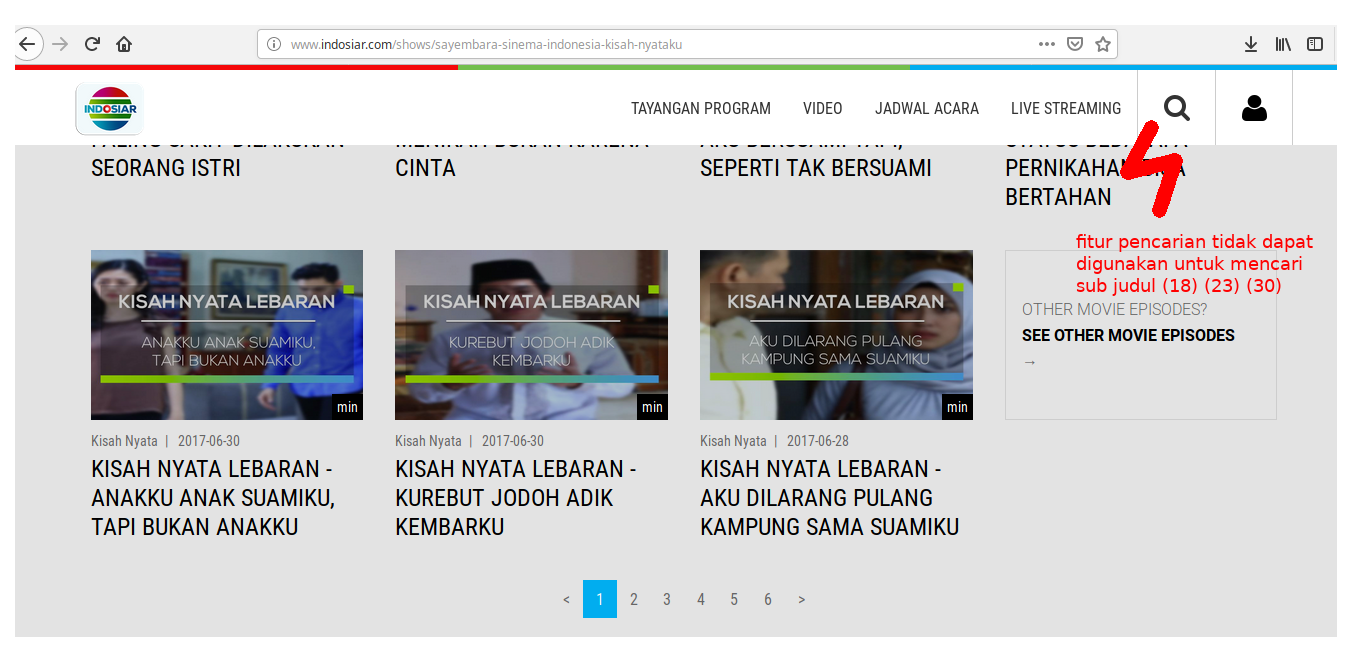 www.indosiar.com/shows/sayembara-sinema-indonesia-kisah-nyataku
INDOSIAR
TAYANGAN PROGRAM
VIDEO
JADWAL ACARA
LIVE STREAMING
SEORANG ISTRI
MENIKAH BUKAN KARENA
CINTA
AKU BERSUAMI TAPI,
SEPERTI TAK BERSUAMI
BERTAHAN
fitur pencarian tidak dapat
digunakan untuk mencari
sub judul (18) (23) (30)
KISAH NYATA LEBARAN
ANAKKU ANAK SUAMIKU,
TAPI BUKAN ANAKKU
min
Kisah Nyata | 2017-06-30
KISAH NYATA LEBARAN -
ANAKKU ANAK SUAMIKU,
TAPI BUKAN ANAKKU
KISAH NYATA LEBARAN
KUREBUT JODOH ADIK
KEMBARKU
min
Kisah Nyata | 2017-06-30
KISAH NYATA LEBARAN -
KUREBUT JODOH ADIK
KEMBARKU
KISAH NYATA LEBARAN
AKU DILARANG PULANG
KAMPUNG SAMA SUAMIKU
min
Kisah Nyata | 2017-06-28
KISAH NYATA LEBARAN -
AKU DILARANG PULANG
KAMPUNG SAMA SUAMIKU
OTHER MOVIE EPISODES?
SEE OTHER MOVIE EPISODES
→
< 1 2 3 4 5 6 >